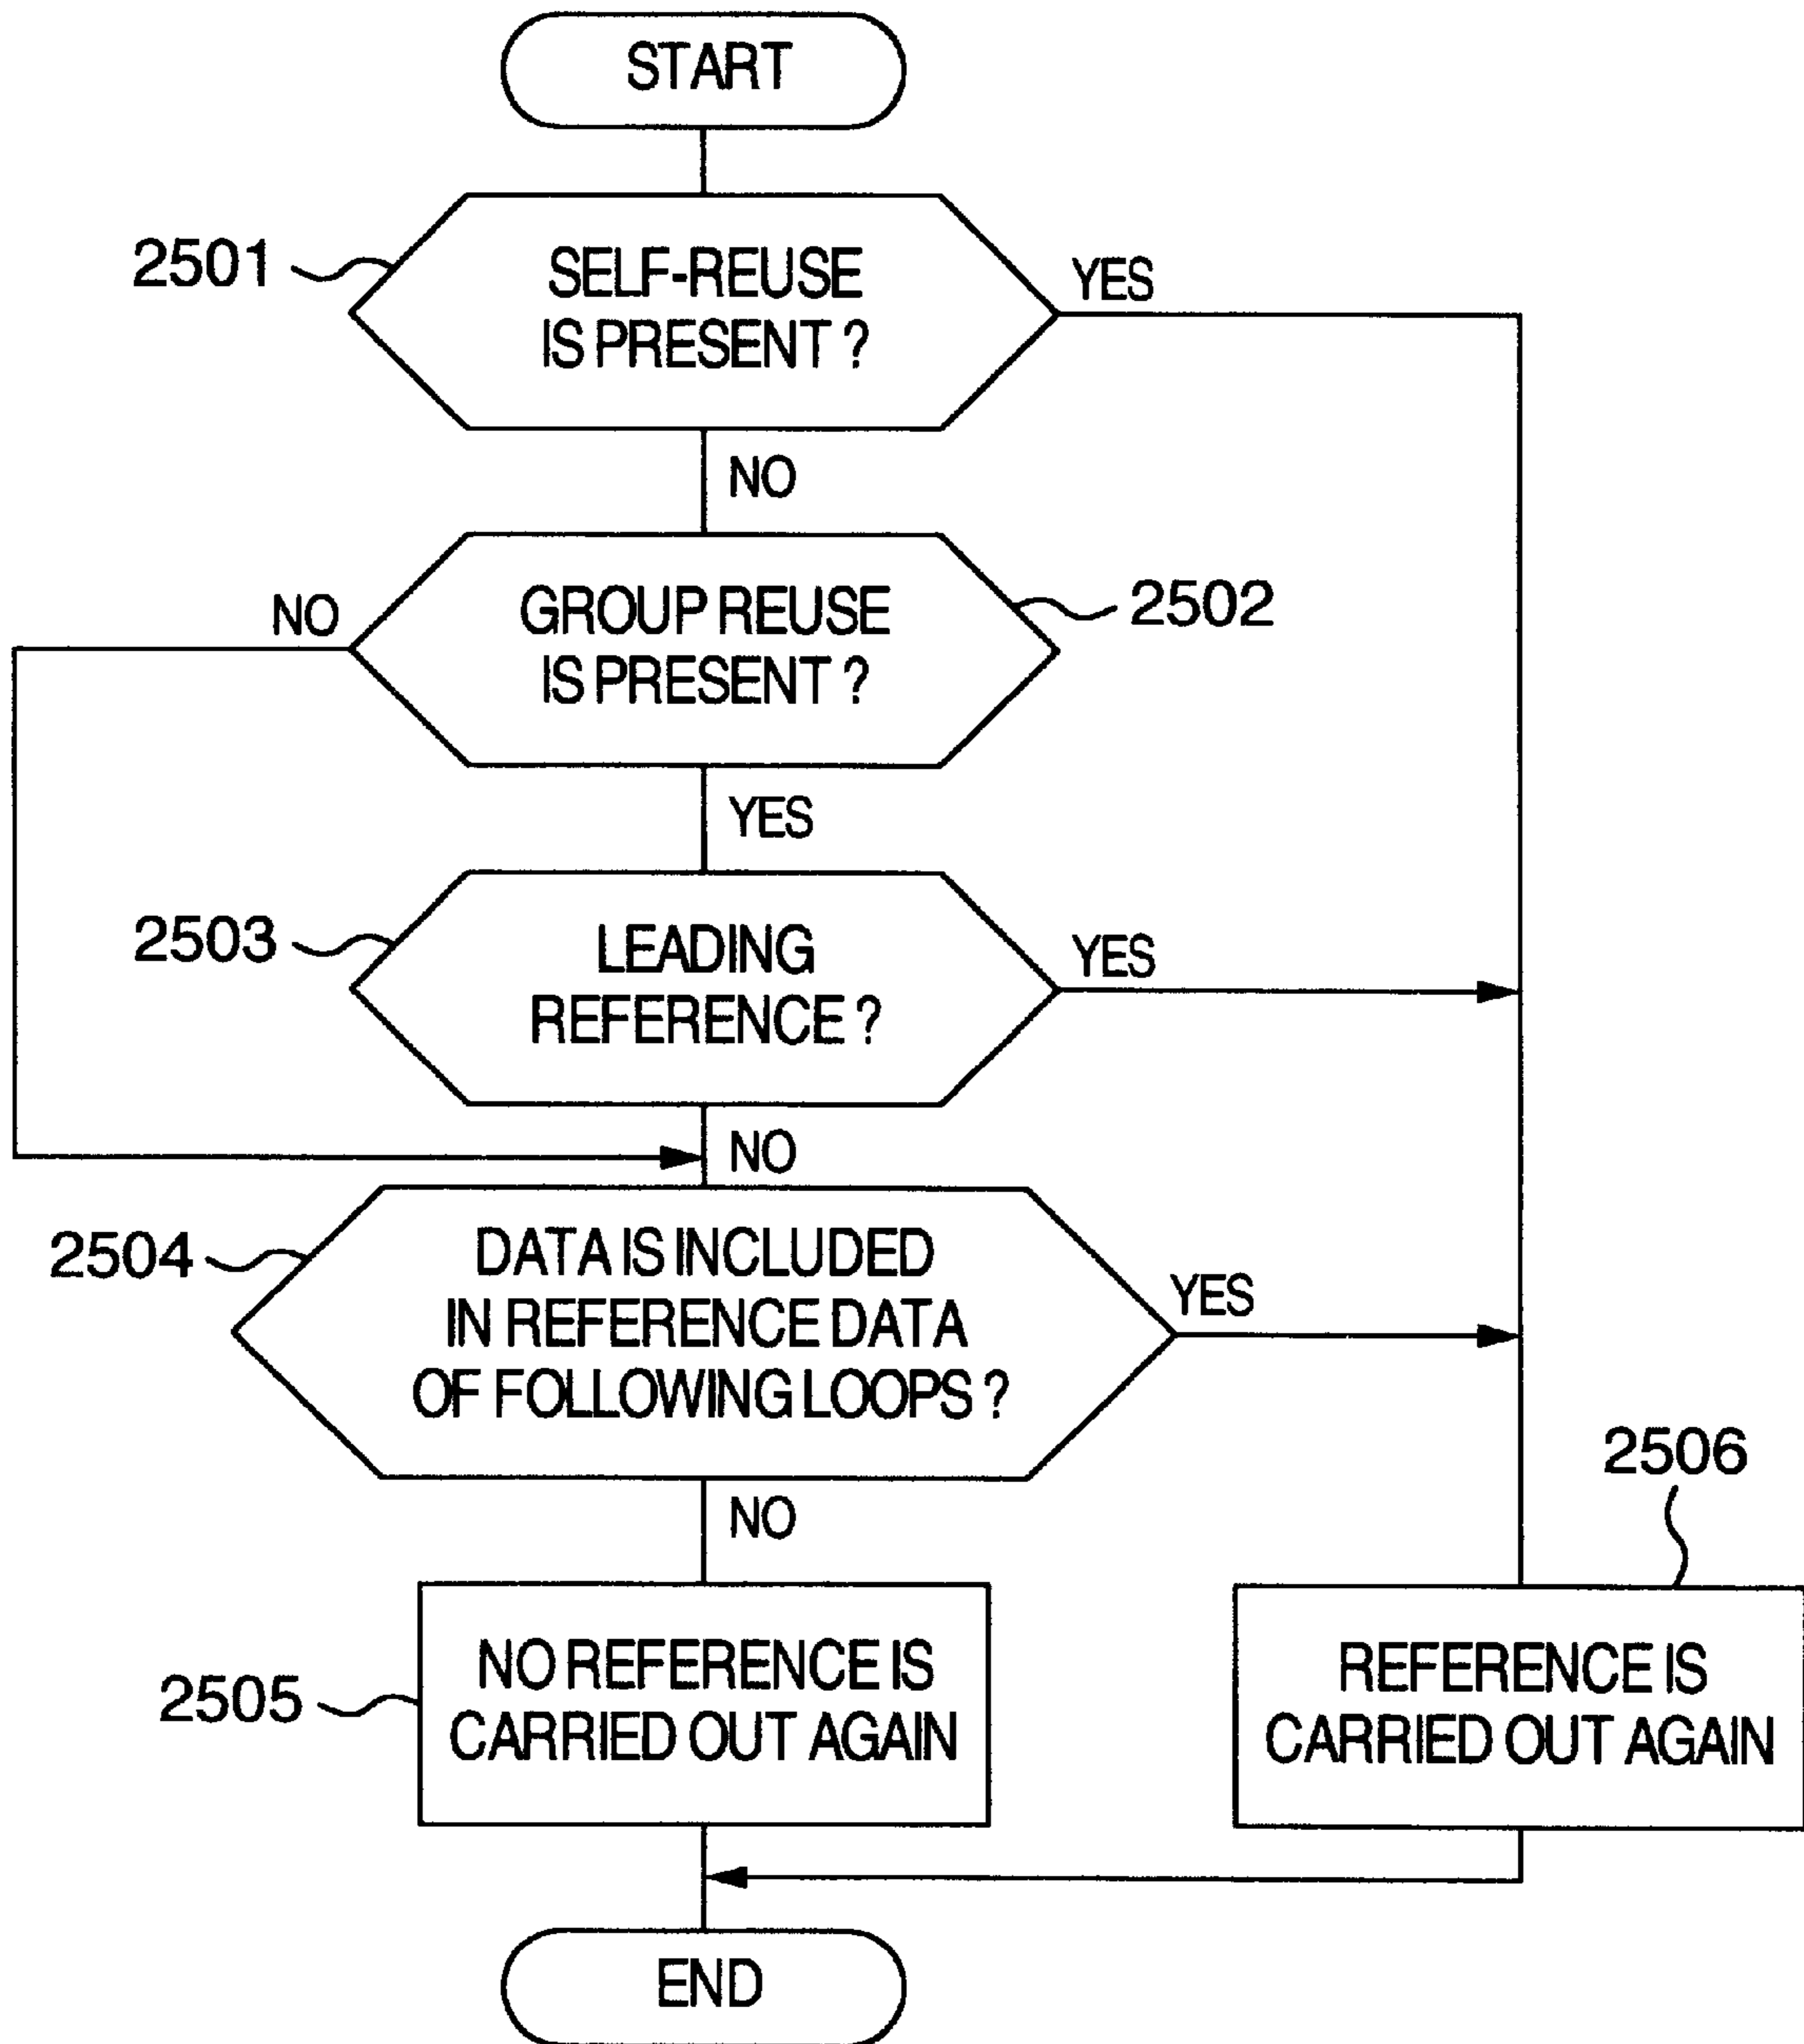 START
2501
SELF-REUSE
IS PRESENT ?
YES
NO
NO
GROUP REUSE
IS PRESENT ?
2502
YES
2503
LEADING
REFERENCE ?
YES
NO
2504
DATA IS INCLUDED
IN REFERENCE DATA
OF FOLLOWING LOOPS ?
YES
NO
2506
2505
NO REFERENCE IS
CARRIED OUT AGAIN
REFERENCE IS
CARRIED OUT AGAIN
END